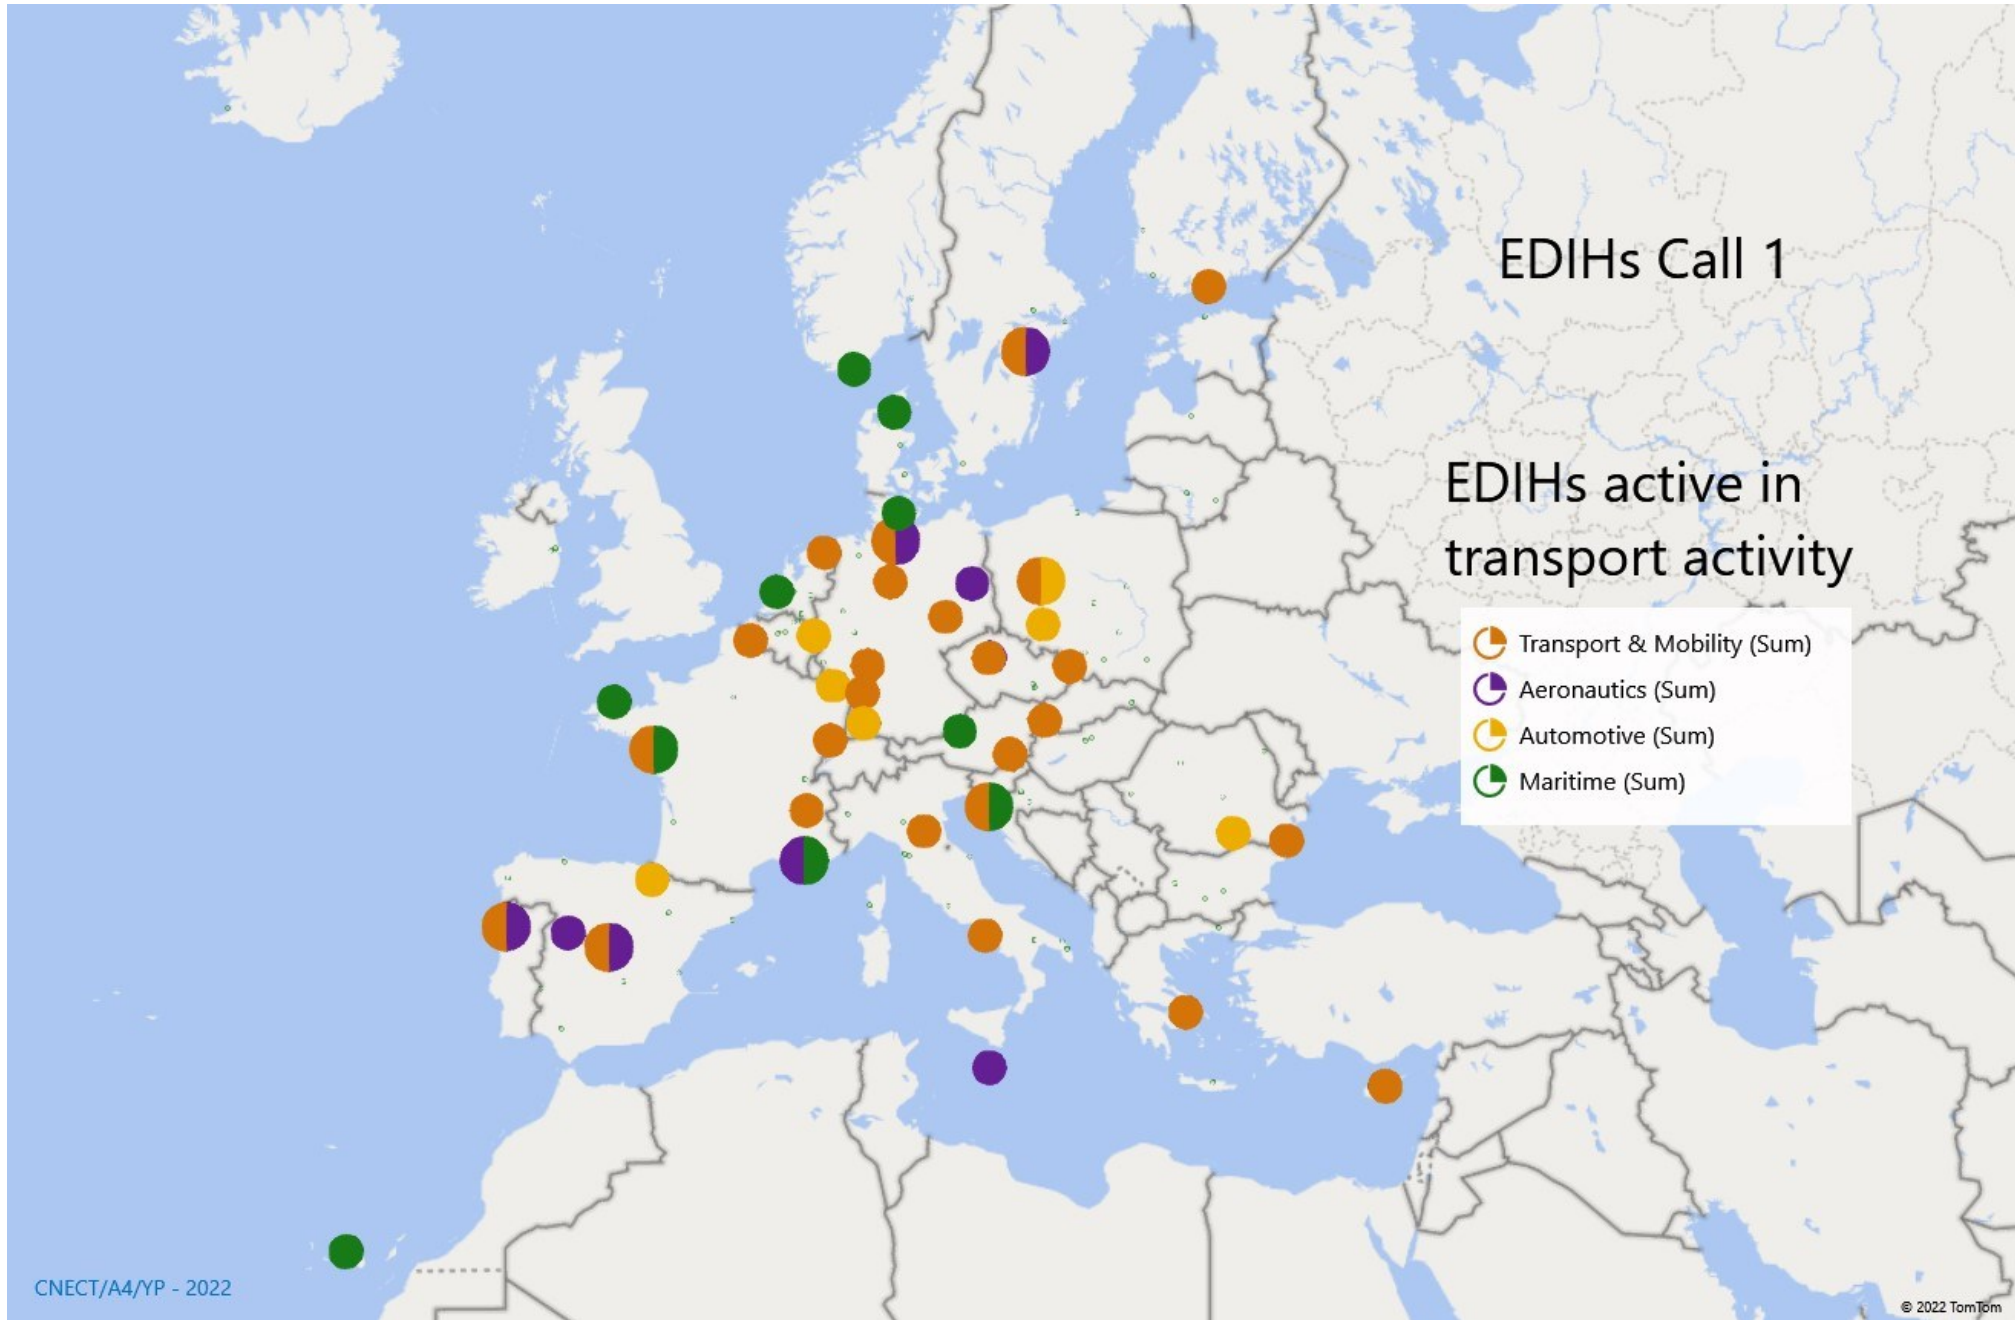 EDIHs Call 1
EDIHs active in
transport activity
Transport & Mobility (Sum)
Aeronautics (Sum)
Automotive (Sum)
Maritime (Sum)
CNECT/A4/YP - 2022
© 2022 TomTom